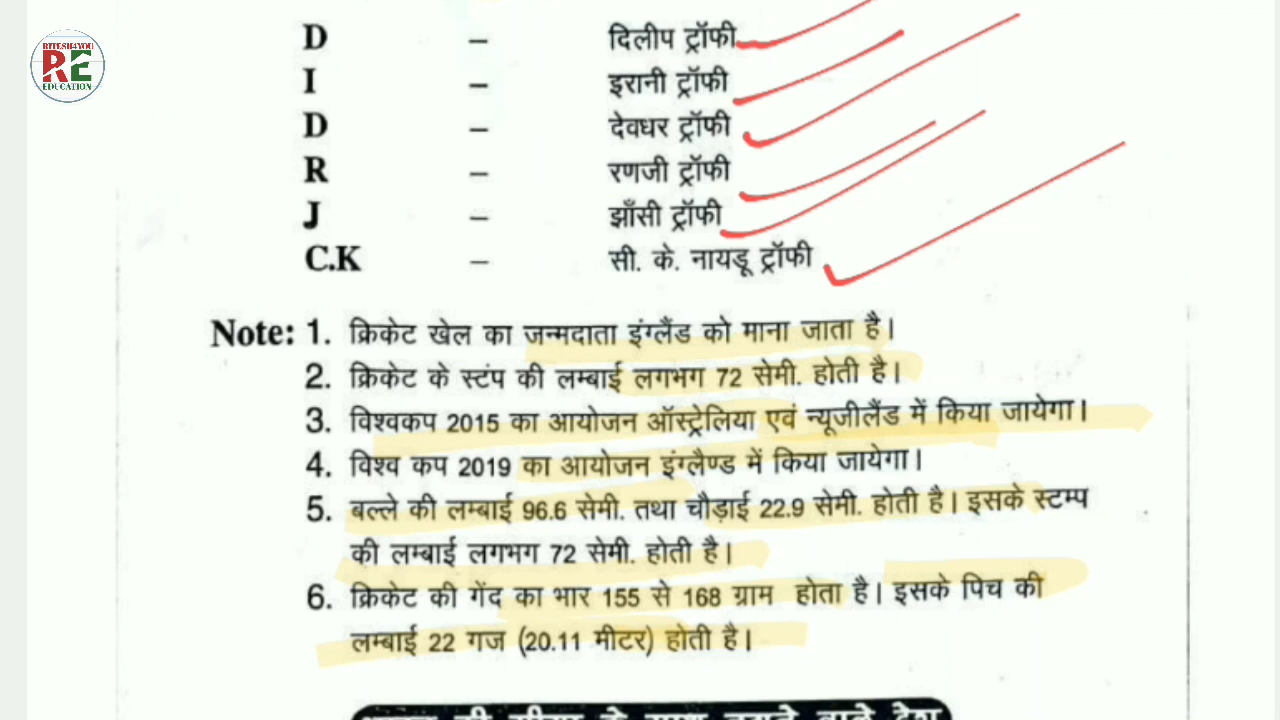 RITESH4YOU
RE
EDUCATION
D – दिलीप ट्रॉफी
I – इरानी ट्रॉफी
D – देवधर ट्रॉफी
R – रणजी ट्रॉफी
J – झाँसी ट्रॉफी
C.K – सी. के. नायडू ट्रॉफी
Note: 1. क्रिकेट खेल का जन्मदाता इंग्लैंड को माना जाता है।
2. क्रिकेट के स्टंप की लम्बाई लगभग 72 सेमी. होती है।
3. विश्वकप 2015 का आयोजन ऑस्ट्रेलिया एवं न्यूजीलैंड में किया जायेगा।
4. विश्व कप 2019 का आयोजन इंग्लैण्ड में किया जायेगा।
5. बल्ले की लम्बाई 96.6 सेमी. तथा चौड़ाई 22.9 सेमी. होती है। इसके स्टम्प
की लम्बाई लगभग 72 सेमी. होती है।
6. क्रिकेट की गेंद का भार 155 से 168 ग्राम होता है। इसके पिच की
लम्बाई 22 गज (20.11 मीटर) होती है।